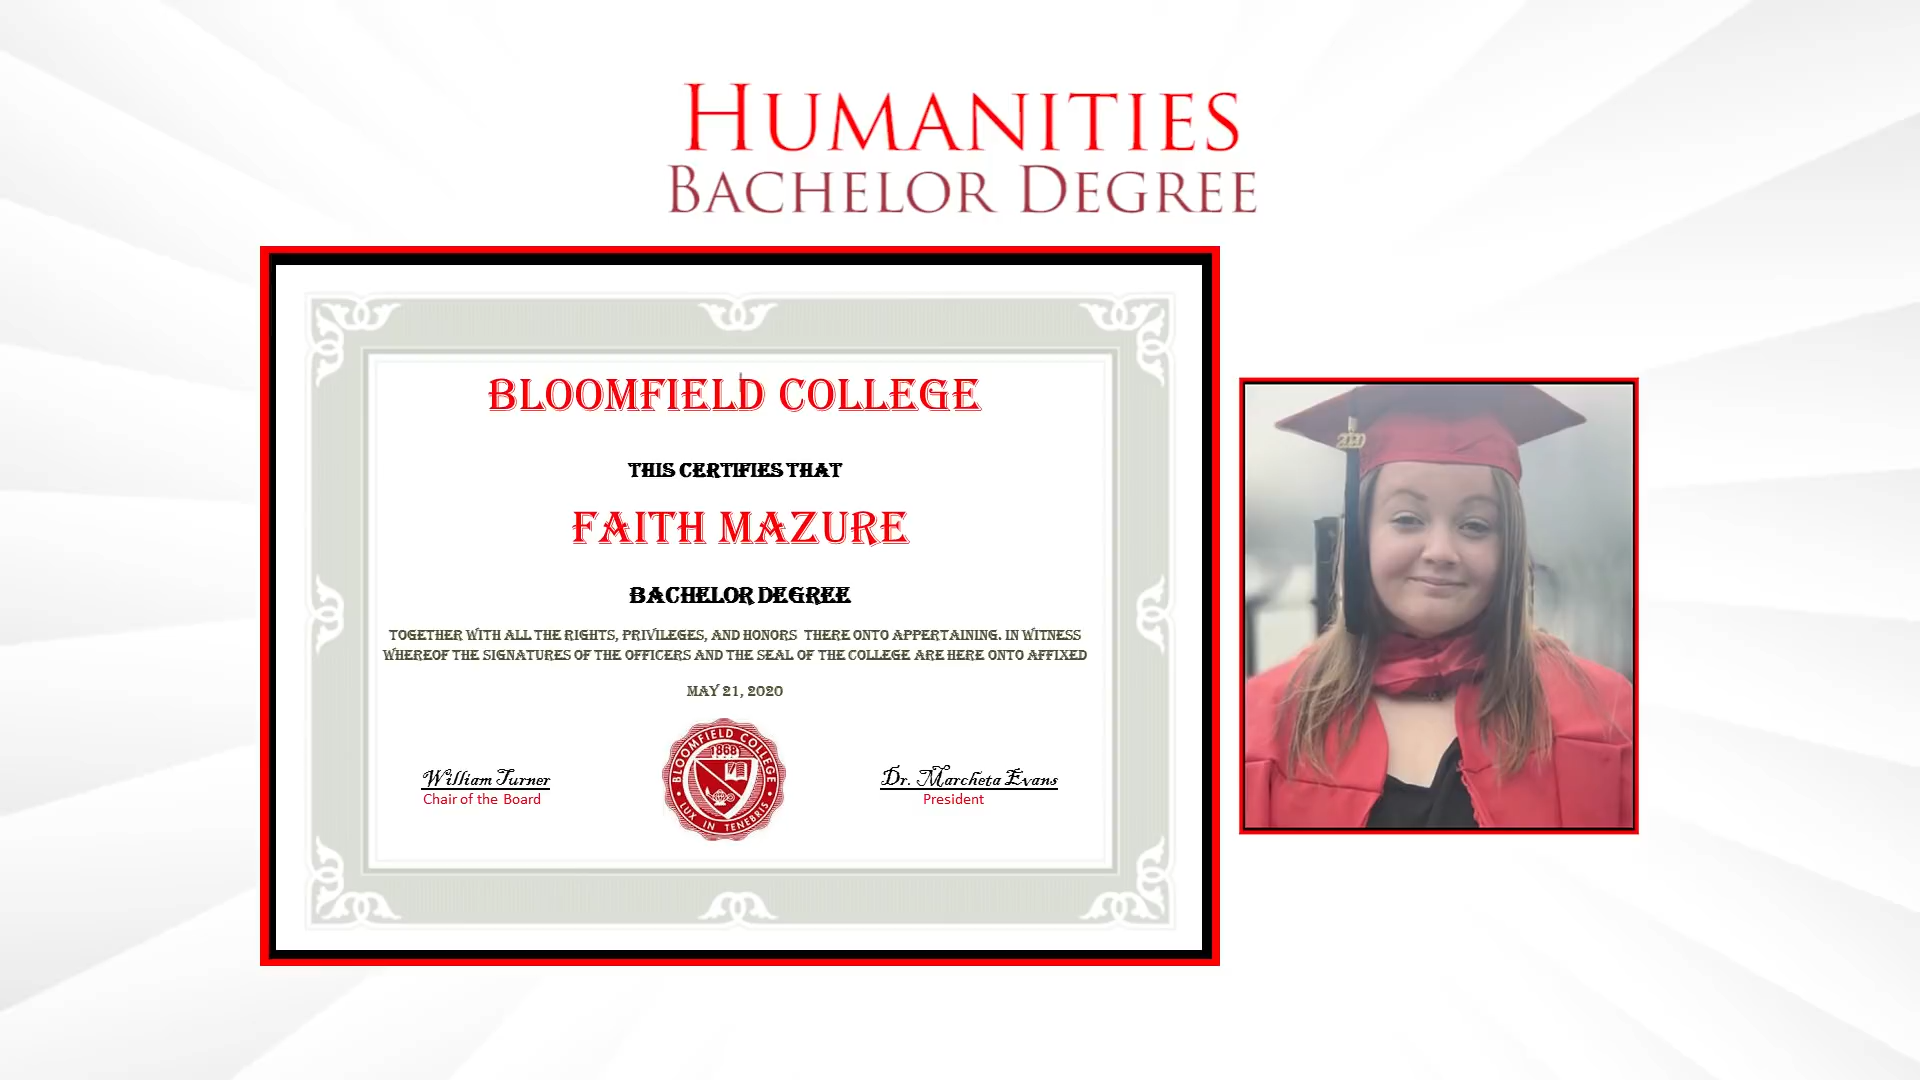 HUMANITIES
BACHELOR DEGREE
BLOOMFIELD COLLEGE
THIS CERTIFIES THAT
FAITH MAZURE
BACHELOR DEGREE
TOGETHER WITH ALL THE RIGHTS, PRIVILEGES, AND HONORS THERE ONTO APPERTAINING. IN WITNESS
WHEREOF THE SIGNATURES OF THE OFFICERS AND THE SEAL OF THE COLLEGE ARE HERE ONTO AFFIXED
MAY 21, 2020
William Turner
Chair of the Board
BLOOMFIELD COLLEGE
1868
LUX IN TENEBRIS
Dr. Marcheta Evans
President
2020